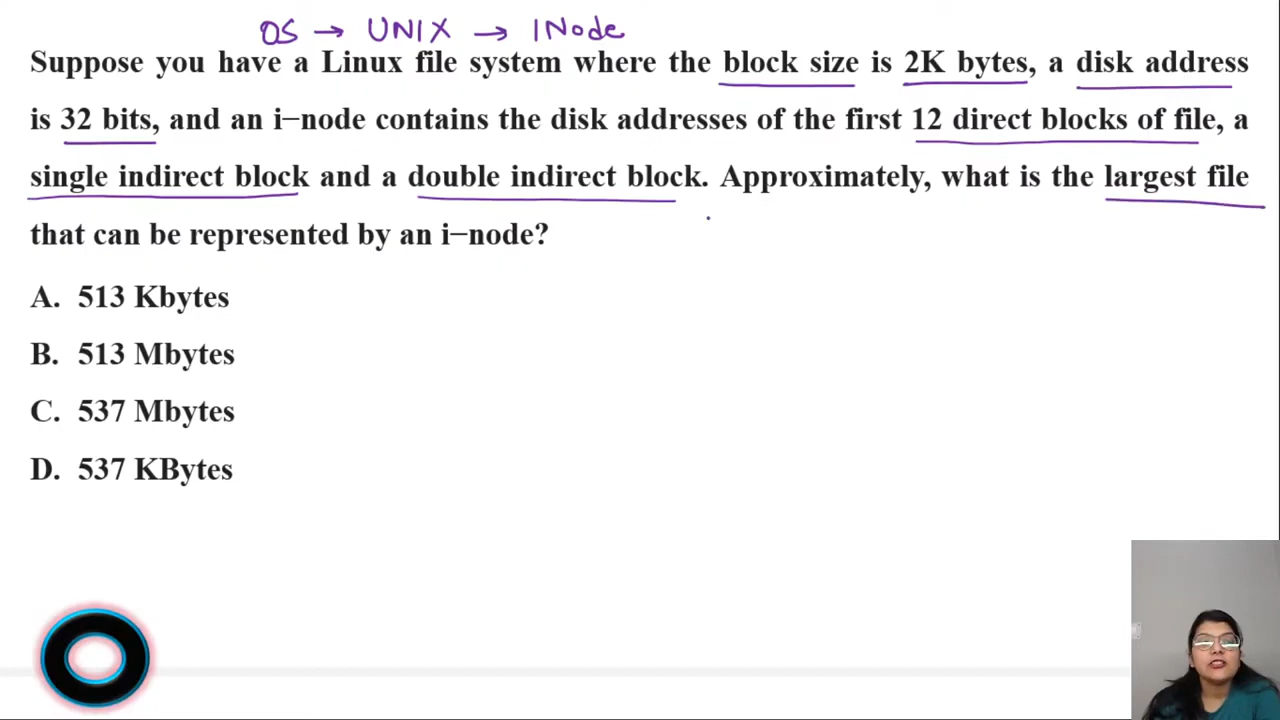 OS → UNIX → INode
Suppose you have a Linux file system where the block size is 2K bytes, a disk address
is 32 bits, and an i−node contains the disk addresses of the first 12 direct blocks of file, a
single indirect block and a double indirect block. Approximately, what is the largest file
that can be represented by an i−node?
A. 513 Kbytes
B. 513 Mbytes
C. 537 Mbytes
D. 537 KBytes